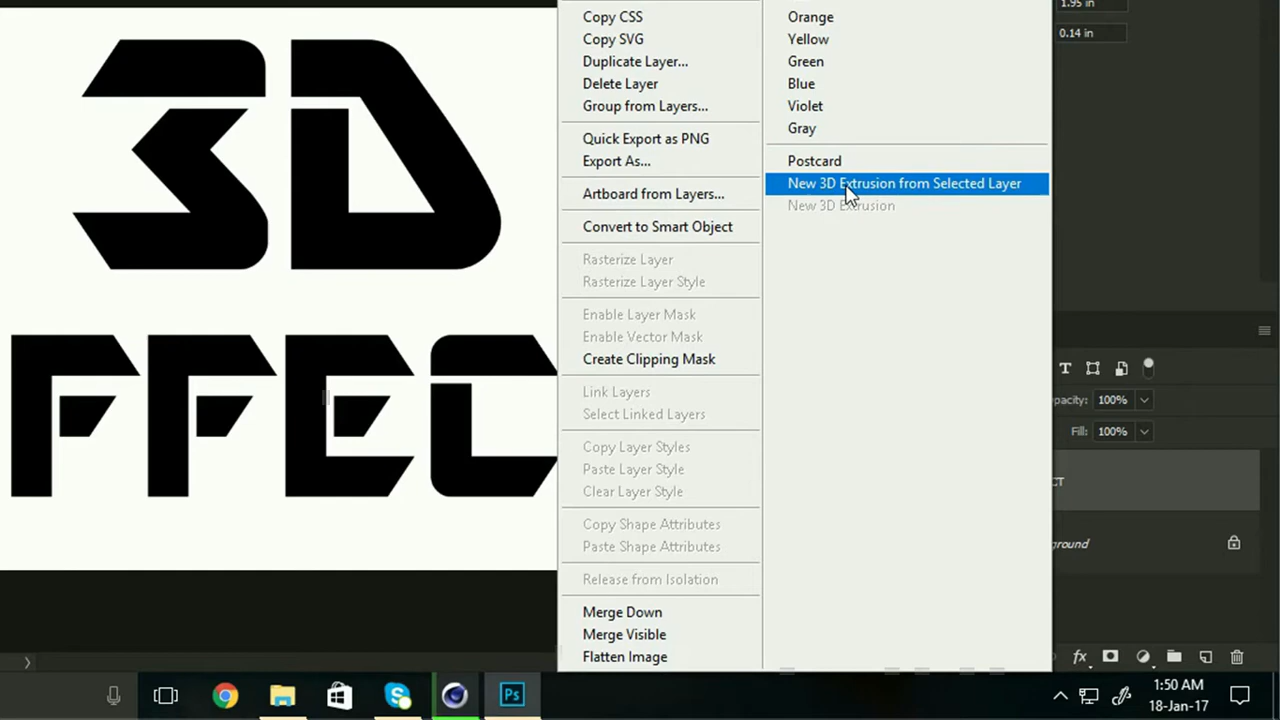 3D
FFEC
Copy CSS
Copy SVG
Duplicate Layer...
Delete Layer
Group from Layers...
Quick Export as PNG
Export As...
Artboard from Layers...
Convert to Smart Object
Rasterize Layer
Rasterize Layer Style
Enable Layer Mask
Enable Vector Mask
Create Clipping Mask
Link Layers
Select Linked Layers
Copy Layer Styles
Paste Layer Style
Clear Layer Style
Copy Shape Attributes
Paste Shape Attributes
Release from Isolation
Merge Down
Merge Visible
Flatten Image
Orange
Yellow
Green
Blue
Violet
Gray
Postcard
New 3D Extrusion from Selected Layer
New 3D Extrusion
1.95 in
0.14 in
T
pacity: 100%
Fill: 100%
CT
ground
fx
Ps
1:50 AM
18-Jan-17